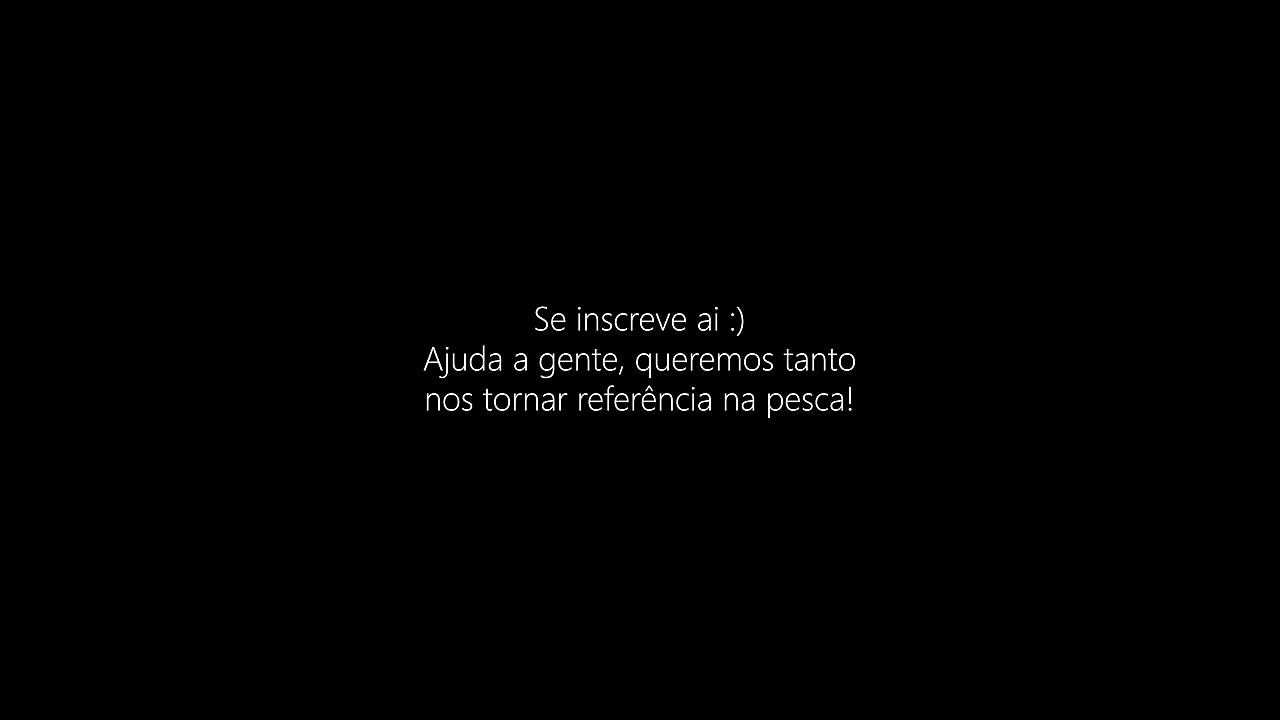 Se inscreve ai :)
Ajuda a gente, queremos tanto
nos tornar referência na pesca!